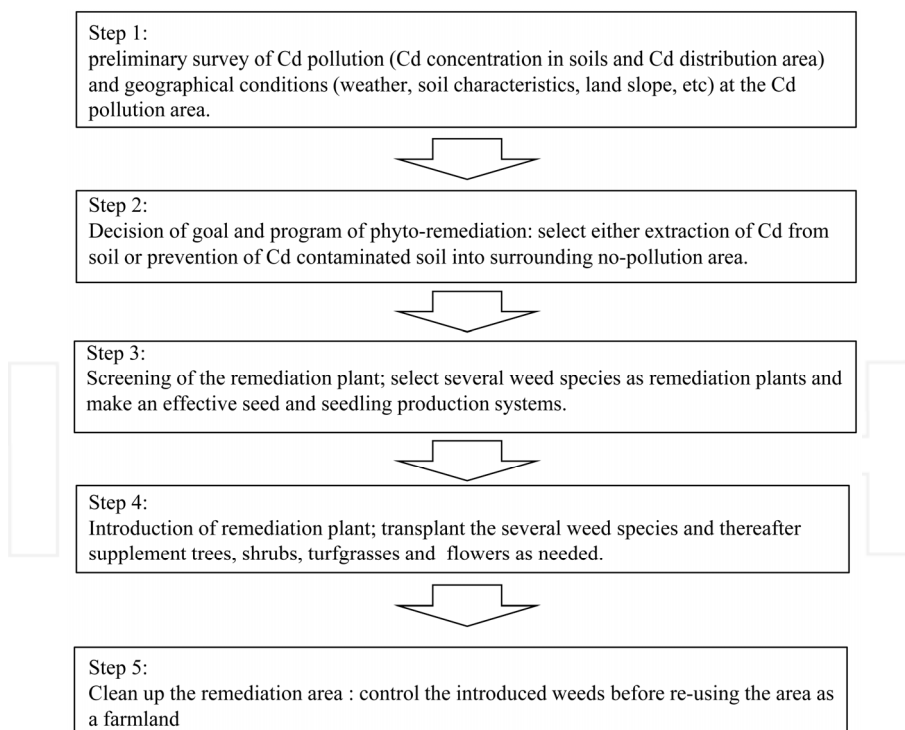 Step 1:
preliminary survey of Cd pollution (Cd concentration in soils and Cd distribution area)
and geographical conditions (weather, soil characteristics, land slope, etc) at the Cd
pollution area.
Step 2:
Decision of goal and program of phyto-remediation: select either extraction of Cd from
soil or prevention of Cd contaminated soil into surrounding no-pollution area.
Step 3:
Screening of the remediation plant; select several weed species as remediation plants and
make an effective seed and seedling production systems.
Step 4:
Introduction of remediation plant; transplant the several weed species and thereafter
supplement trees, shrubs, turfgrasses and flowers as needed.
Step 5:
Clean up the remediation area : control the introduced weeds before re-using the area as
a farmland